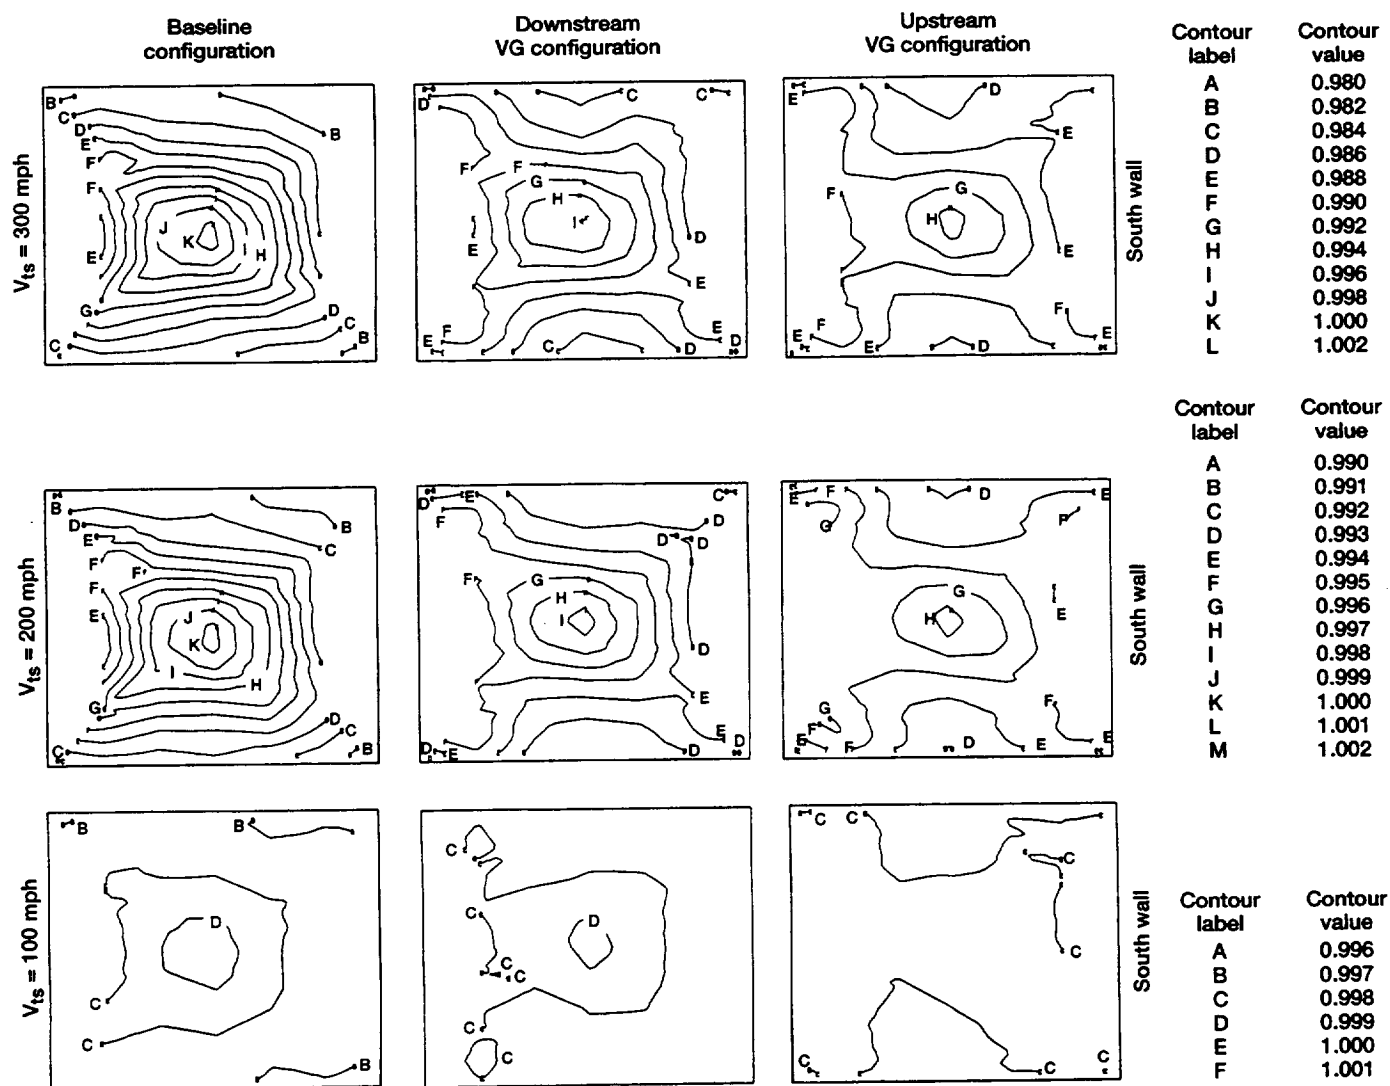 Baseline
configuration
Downstream
VG configuration
Upstream
VG configuration
Contour
label
Contour
value
A 0.980
B 0.982
C 0.984
D 0.986
E 0.988
F 0.990
G 0.992
H 0.994
I 0.996
J 0.998
K 1.000
L 1.002
Vts = 300 mph
B
C
D
E
F
F
E
G
C
B
J
K
I
H
D
C
B
D
C
C
F
F
G
H
I
E
D
E
E
F
C
D
E
D
E
D
E
F
G
H
E
E
F
E
D
F
E
South wall
Contour
label
Contour
value
A 0.990
B 0.991
C 0.992
D 0.993
E 0.994
F 0.995
G 0.996
H 0.997
I 0.998
J 0.999
K 1.000
L 1.001
M 1.002
Vts = 200 mph
B
D
E
F
F
F
E
G
C
B
C
J
K
I
H
D
C
B
D
E
F
C
D
D
D
F
G
H
I
D
E
D
E
D
E
D
E
F
G
D
E
F
G
H
E
G
F
E
F
D
E
F
E
South wall
Vts = 100 mph
B
B
D
C
C
B
C
C
D
C
C
C
C
C
C
C
C
C
C
C
South wall
Contour
label
Contour
value
A 0.996
B 0.997
C 0.998
D 0.999
E 1.000
F 1.001